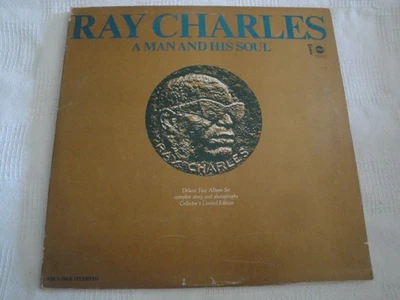 RAY CHARLES
A MAN AND HIS SOUL
RAY CHARLES
Deluxe Two Album Set
complete story and photographs
Collector's Limited Edition